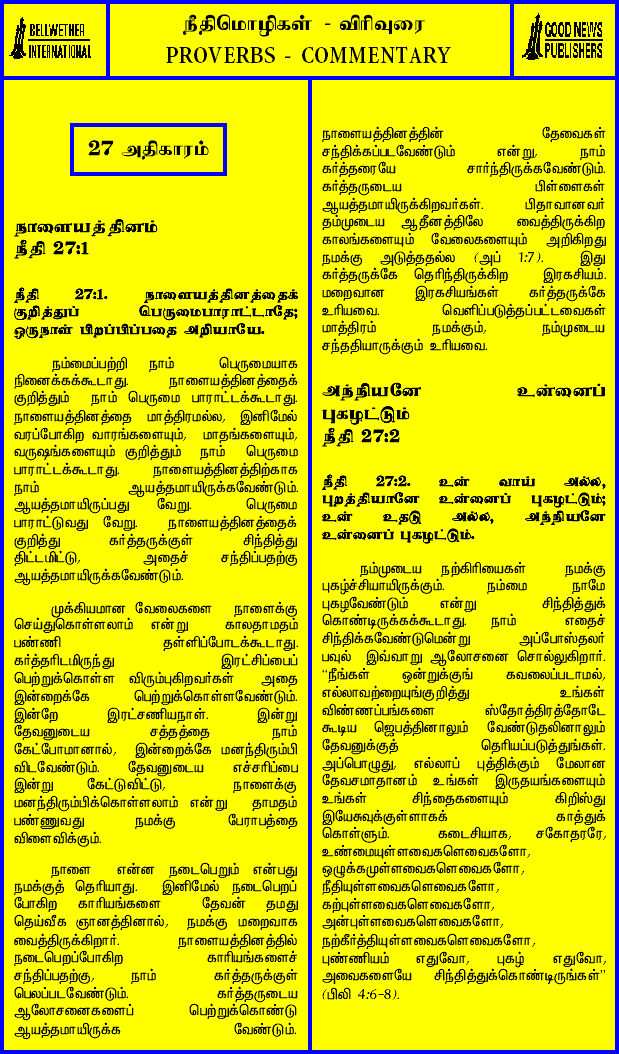 BELLWETHER
INTERNATIONAL
நீதிமொழிகள் - விரிவுரை
PROVERBS - COMMENTARY
GOOD NEWS
PUBLISHERS
27 அதிகாரம்
நாளையத்தினம்
நீதி 27:1
நீதி 27:1. நாளையத்தினத்தைக்
குறித்துப் பெருமைபாராட்டாதே;
ஒருநாள் பிறப்பிப்பதை அறியாயே.
நம்மைப்பற்றி நாம் பெருமையாக
நினைக்கக்கூடாது. நாளையத்தினத்தைக்
குறித்தும் நாம் பெருமை பாராட்டக்கூடாது.
நாளையத்தினத்தை மாத்திரமல்ல, இனிமேல்
வரப்போகிற வாரங்களையும், மாதங்களையும்,
வருஷங்களையும் குறித்தும் நாம் பெருமை
பாராட்டக்கூடாது. நாளையத்தினத்திற்காக
நாம் ஆயத்தமாயிருக்கவேண்டும்.
ஆயத்தமாயிருப்பது வேறு. பெருமை
பாராட்டுவது வேறு. நாளையத்தினத்தைக்
குறித்து கர்த்தருக்குள் சிந்தித்து
திட்டமிட்டு, அதைச் சந்திப்பதற்கு
ஆயத்தமாயிருக்கவேண்டும்.
முக்கியமான வேலைகளை நாளைக்கு
செய்துகொள்ளலாம் என்று காலதாமதம்
பண்ணி தள்ளிப்போடக்கூடாது.
கர்த்தரிடமிருந்து இரட்சிப்பைப்
பெற்றுக்கொள்ள விரும்புகிறவர்கள் அதை
இன்றைக்கே பெற்றுக்கொள்ளவேண்டும்.
இன்றே இரட்சணியநாள். இன்று
தேவனுடைய சத்தத்தை நாம்
கேட்போமானால், இன்றைக்கே மனந்திரும்பி
விடவேண்டும். தேவனுடைய எச்சரிப்பை
இன்று கேட்டுவிட்டு, நாளைக்கு
மனந்திரும்பிக்கொள்ளலாம் என்று தாமதம்
பண்ணுவது நமக்கு பேராபத்தை
விளைவிக்கும்.
நாளை என்ன நடைபெறும் என்பது
நமக்குத் தெரியாது. இனிமேல் நடைபெறப்
போகிற காரியங்களை தேவன் தமது
தெய்வீக ஞானத்தினால், நமக்கு மறைவாக
வைத்திருக்கிறார். நாளையத்தினத்தில்
நடைபெறப்போகிற காரியங்களைச்
சந்திப்பதற்கு, நாம் கர்த்தருக்குள்
பெலப்படவேண்டும். கர்த்தருடைய
ஆலோசனைகளைப் பெற்றுக்கொண்டு
ஆயத்தமாயிருக்க வேண்டும்.
நாளையத்தினத்தின் தேவைகள்
சந்திக்கப்படவேண்டும் என்று, நாம்
கர்த்தரையே சார்ந்திருக்கவேண்டும்.
கர்த்தருடைய பிள்ளைகள்
ஆயத்தமாயிருக்கிறவர்கள். பிதாவானவர்
தம்முடைய ஆதீனத்திலே வைத்திருக்கிற
காலங்களையும் வேலைகளையும் அறிகிறது
நமக்கு அடுத்ததல்ல (அப் 1:7). இது
கர்த்தருக்கே தெரிந்திருக்கிற இரகசியம்.
மறைவான இரகசியங்கள் கர்த்தருக்கே
உரியவை. வெளிப்படுத்தப்பட்டவைகள்
மாத்திரம் நமக்கும், நம்முடைய
சந்ததியாருக்கும் உரியவை.
அந்நியனே உன்னைப்
புகழட்டும்
நீதி 27:2
நீதி 27:2. உன் வாய் அல்ல,
புறத்தியானே உன்னைப் புகழட்டும்;
உன் உதடு அல்ல, அந்நியனே
உன்னைப் புகழட்டும்.
நம்முடைய நற்கிரியைகள் நமக்கு
புகழ்ச்சியாயிருக்கும். நம்மை நாமே
புகழவேண்டும் என்று சிந்தித்துக்
கொண்டிருக்கக்கூடாது. நாம் எதைச்
சிந்திக்கவேண்டுமென்று அப்போஸ்தலர்
பவுல் இவ்வாறு ஆலோசனை சொல்லுகிறார்.
“நீங்கள் ஒன்றுக்குங் கவலைப்படாமல்,
எல்லாவற்றையுங்குறித்து உங்கள்
விண்ணப்பங்களை ஸ்தோத்திரத்தோடே
கூடிய ஜெபத்தினாலும் வேண்டுதலினாலும்
தேவனுக்குத் தெரியப்படுத்துங்கள்.
அப்பொழுது, எல்லாப் புத்திக்கும் மேலான
தேவசமாதானம் உங்கள் இருதயங்களையும்
உங்கள் சிந்தைகளையும் கிறிஸ்து
இயேசுவுக்குள்ளாகக் காத்துக்
கொள்ளும். கடைசியாக, சகோதரரே,
உண்மையுள்ளவைகளெவைகளோ,
ஒழுக்கமுள்ளவைகளெவைகளோ,
நீதியுள்ளவைகளெவைகளோ,
கற்புள்ளவைகளெவைகளோ,
அன்புள்ளவைகளெவைகளோ,
நற்கீர்த்தியுள்ளவைகளெவைகளோ,
புண்ணியம் எதுவோ, புகழ் எதுவோ,
அவைகளையே சிந்தித்துக்கொண்டிருங்கள்”
(பிலி 4:6-8).